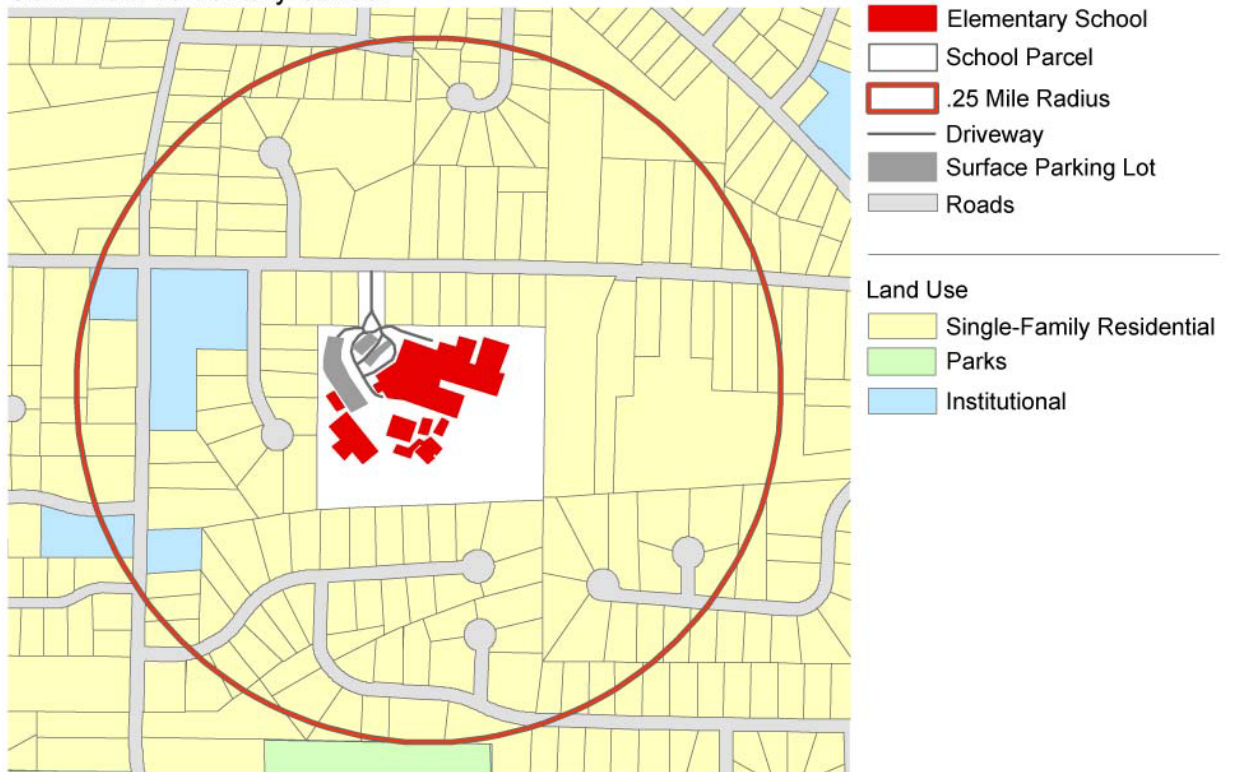 Elementary School
School Parcel
.25 Mile Radius
Driveway
Surface Parking Lot
Roads
Land Use
Single-Family Residential
Parks
Institutional